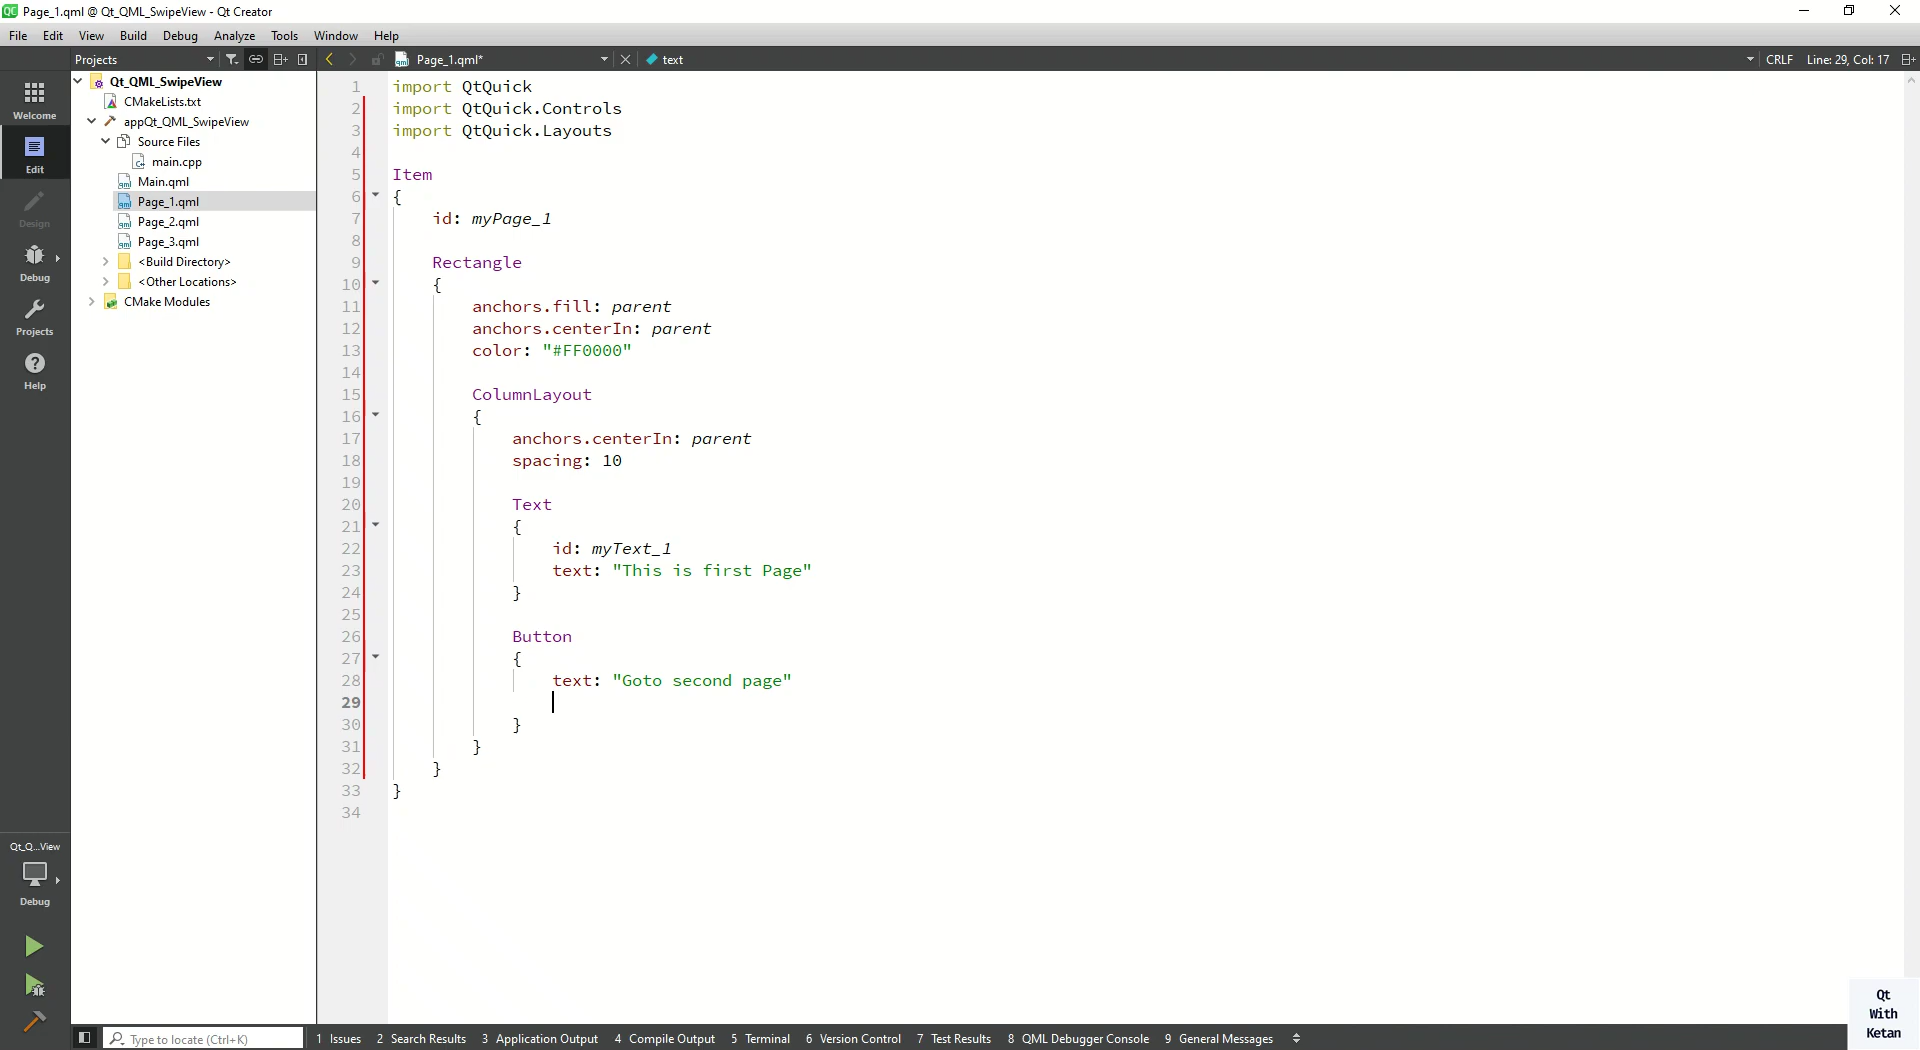 Page_1.qml @ Qt_QML_SwipeView - Qt Creator
File Edit View Build Debug Analyze Tools Window Help
Projects Page_1.qml* text CRLF Line: 29, Col: 17
Welcome
Edit
Design
Debug
Projects
Help
Qt_QML_SwipeView
CMakeLists.txt
appQt_QML_SwipeView
Source Files
main.cpp
Main.qml
Page_1.qml
Page_2.qml
Page_3.qml
<Build Directory>
<Other Locations>
CMake Modules
1 import QtQuick
2 import QtQuick.Controls
3 import QtQuick.Layouts
4
5 Item
6 {
7 id: myPage_1
8
9 Rectangle
10 {
11 anchors.fill: parent
12 anchors.centerIn: parent
13 color: "#FF0000"
14
15 ColumnLayout
16 {
17 anchors.centerIn: parent
18 spacing: 10
19
20 Text
21 {
22 id: myText_1
23 text: "This is first Page"
24 }
25
26 Button
27 {
28 text: "Goto second page"
29
30 }
31 }
32 }
33 }
34
Qt_Q...View
Debug
Type to locate (Ctrl+K) 1 Issues 2 Search Results 3 Application Output 4 Compile Output 5 Terminal 6 Version Control 7 Test Results 8 QML Debugger Console 9 General Messages
Qt
With
Ketan